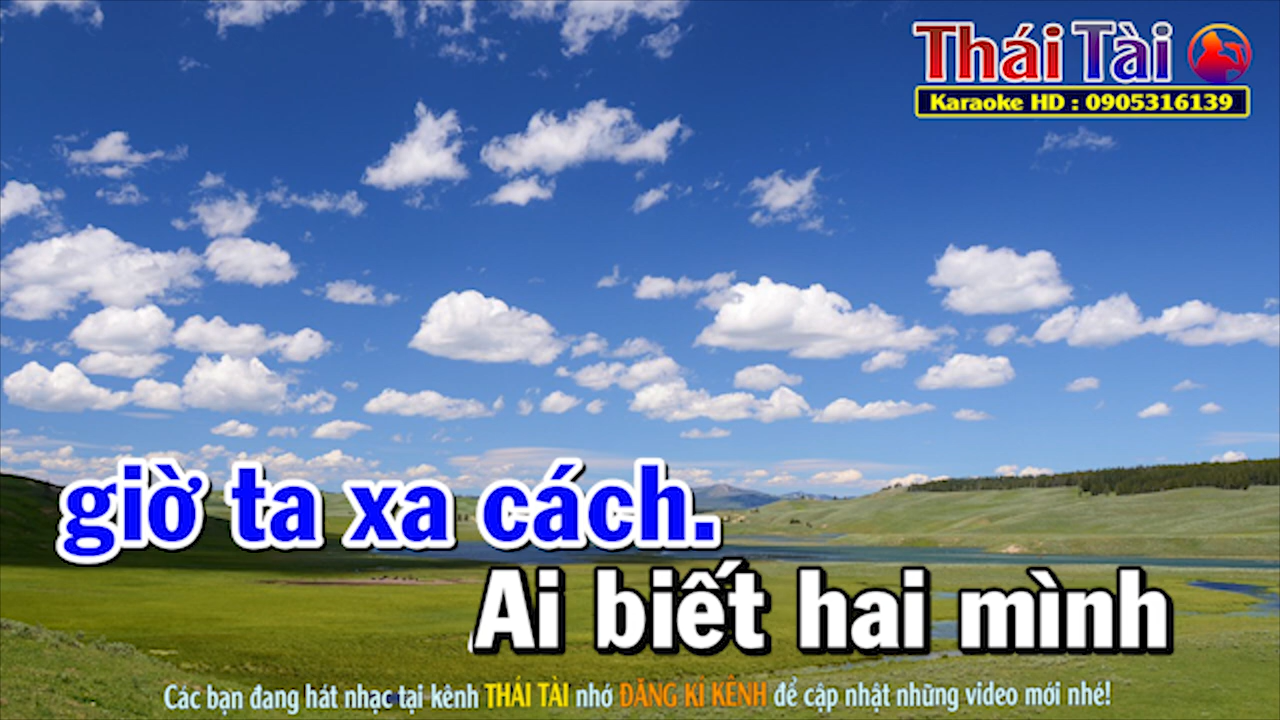 Thái Tài
Karaoke HD : 0905316139
giờ ta xa cách.
Ai biết hai mình
Các bạn đang hát nhạc tại kênh THÁI TÀI nhớ ĐĂNG KÍ KÊNH để cập nhật những video mới nhé!